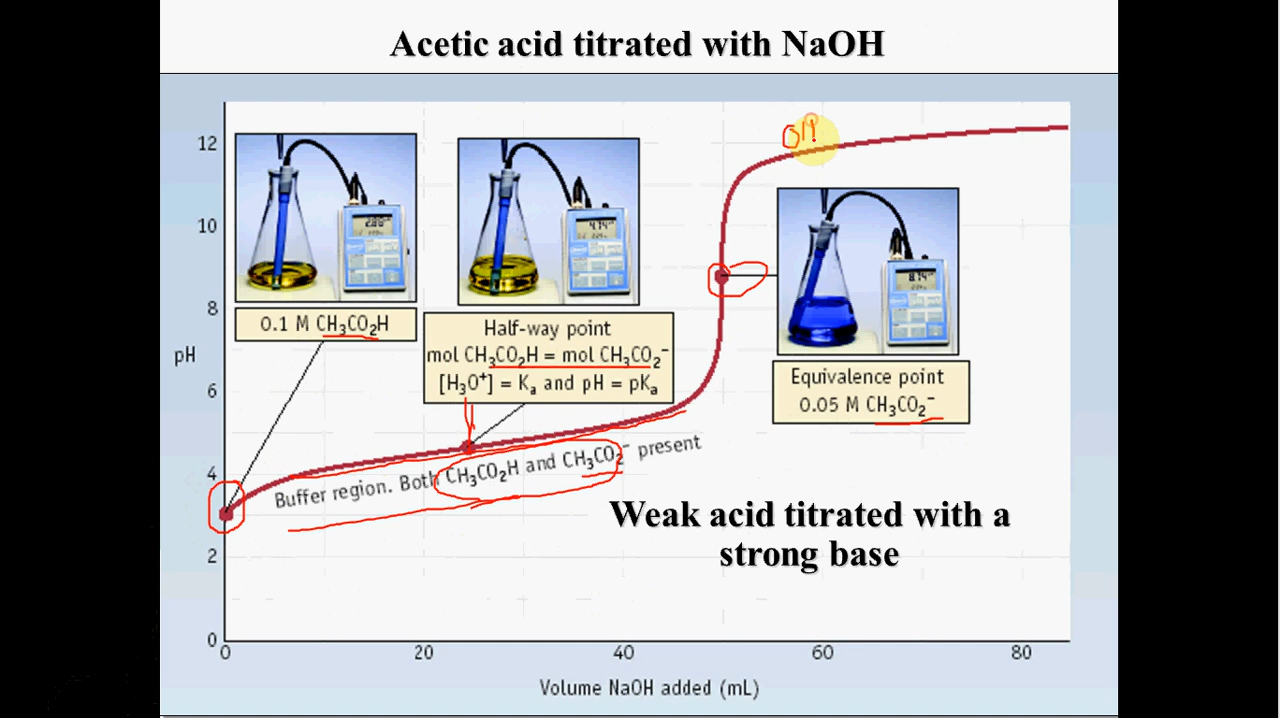 Acetic acid titrated with NaOH
12
10
8
6
4
2
0
pH
0 20 40 60 80
Volume NaOH added (mL)
0.1 M CH₃CO₂H
4.74
Half-way point
mol CH₃CO₂H = mol CH₃CO₂⁻
[H₃O⁺] = Kₐ and pH = pKₐ
Buffer region. Both CH₃CO₂H and CH₃CO₂⁻ present
Equivalence point
0.05 M CH₃CO₂⁻
Weak acid titrated with a
strong base